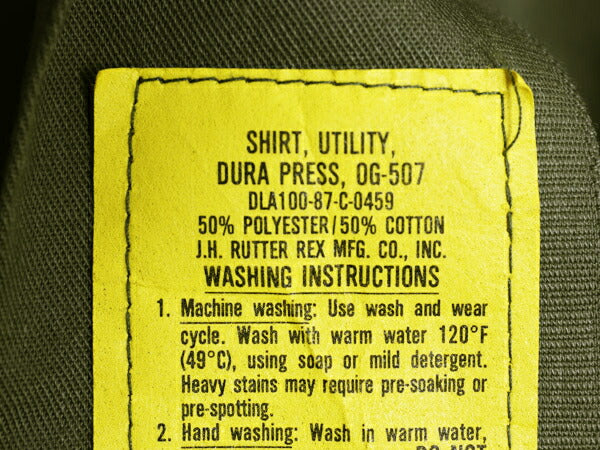 SHIRT, UTILITY,
DURA PRESS, OG-507
DLA100-87-C-0459
50% POLYESTER/50% COTTON
J.H. RUTTER REX MFG. CO., INC.
WASHING INSTRUCTIONS
1. Machine washing: Use wash and wear
cycle. Wash with warm water 120°F
(49°C), using soap or mild detergent.
Heavy stains may require pre-soaking or
pre-spotting.
2. Hand washing: Wash in warm water,
DO NOT